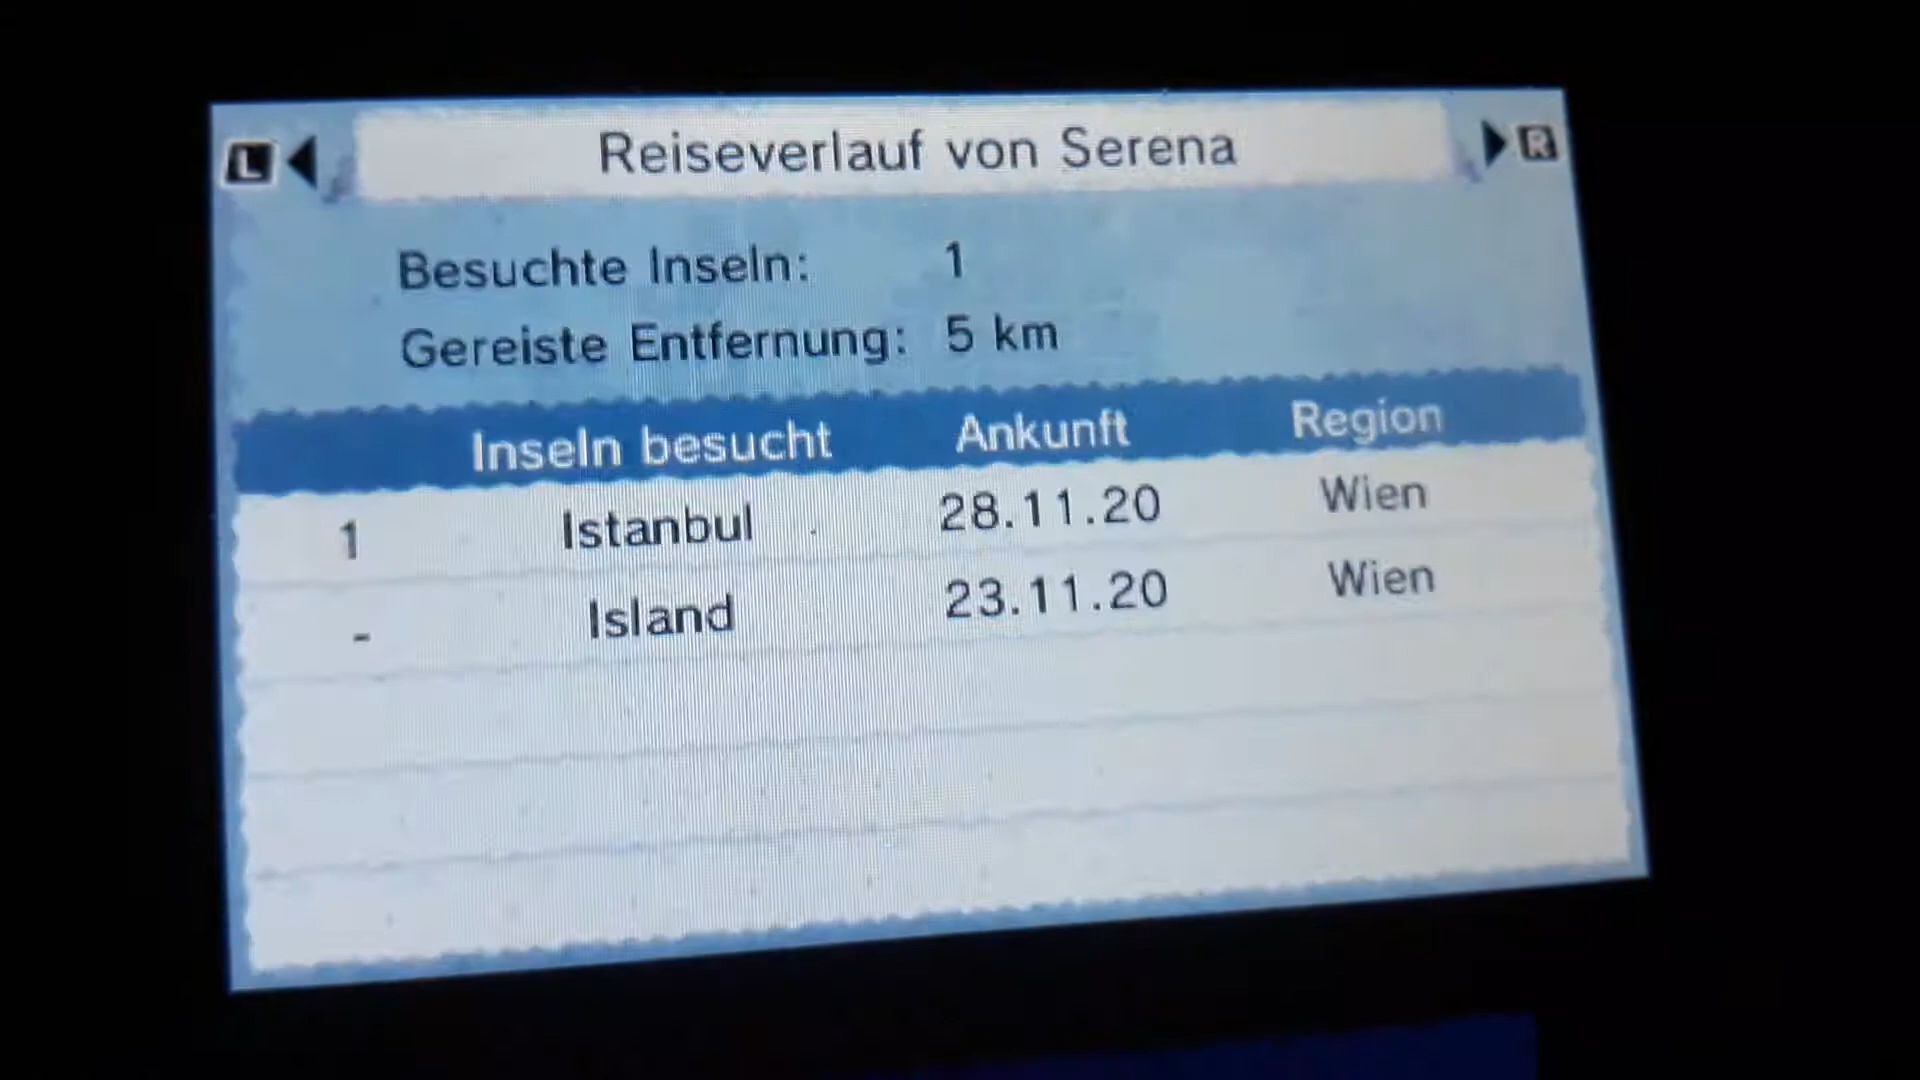 L Reiseverlauf von Serena R
Besuchte Inseln: 1
Gereiste Entfernung: 5 km
Inseln besucht Ankunft Region
1 Istanbul 28.11.20 Wien
- Island 23.11.20 Wien